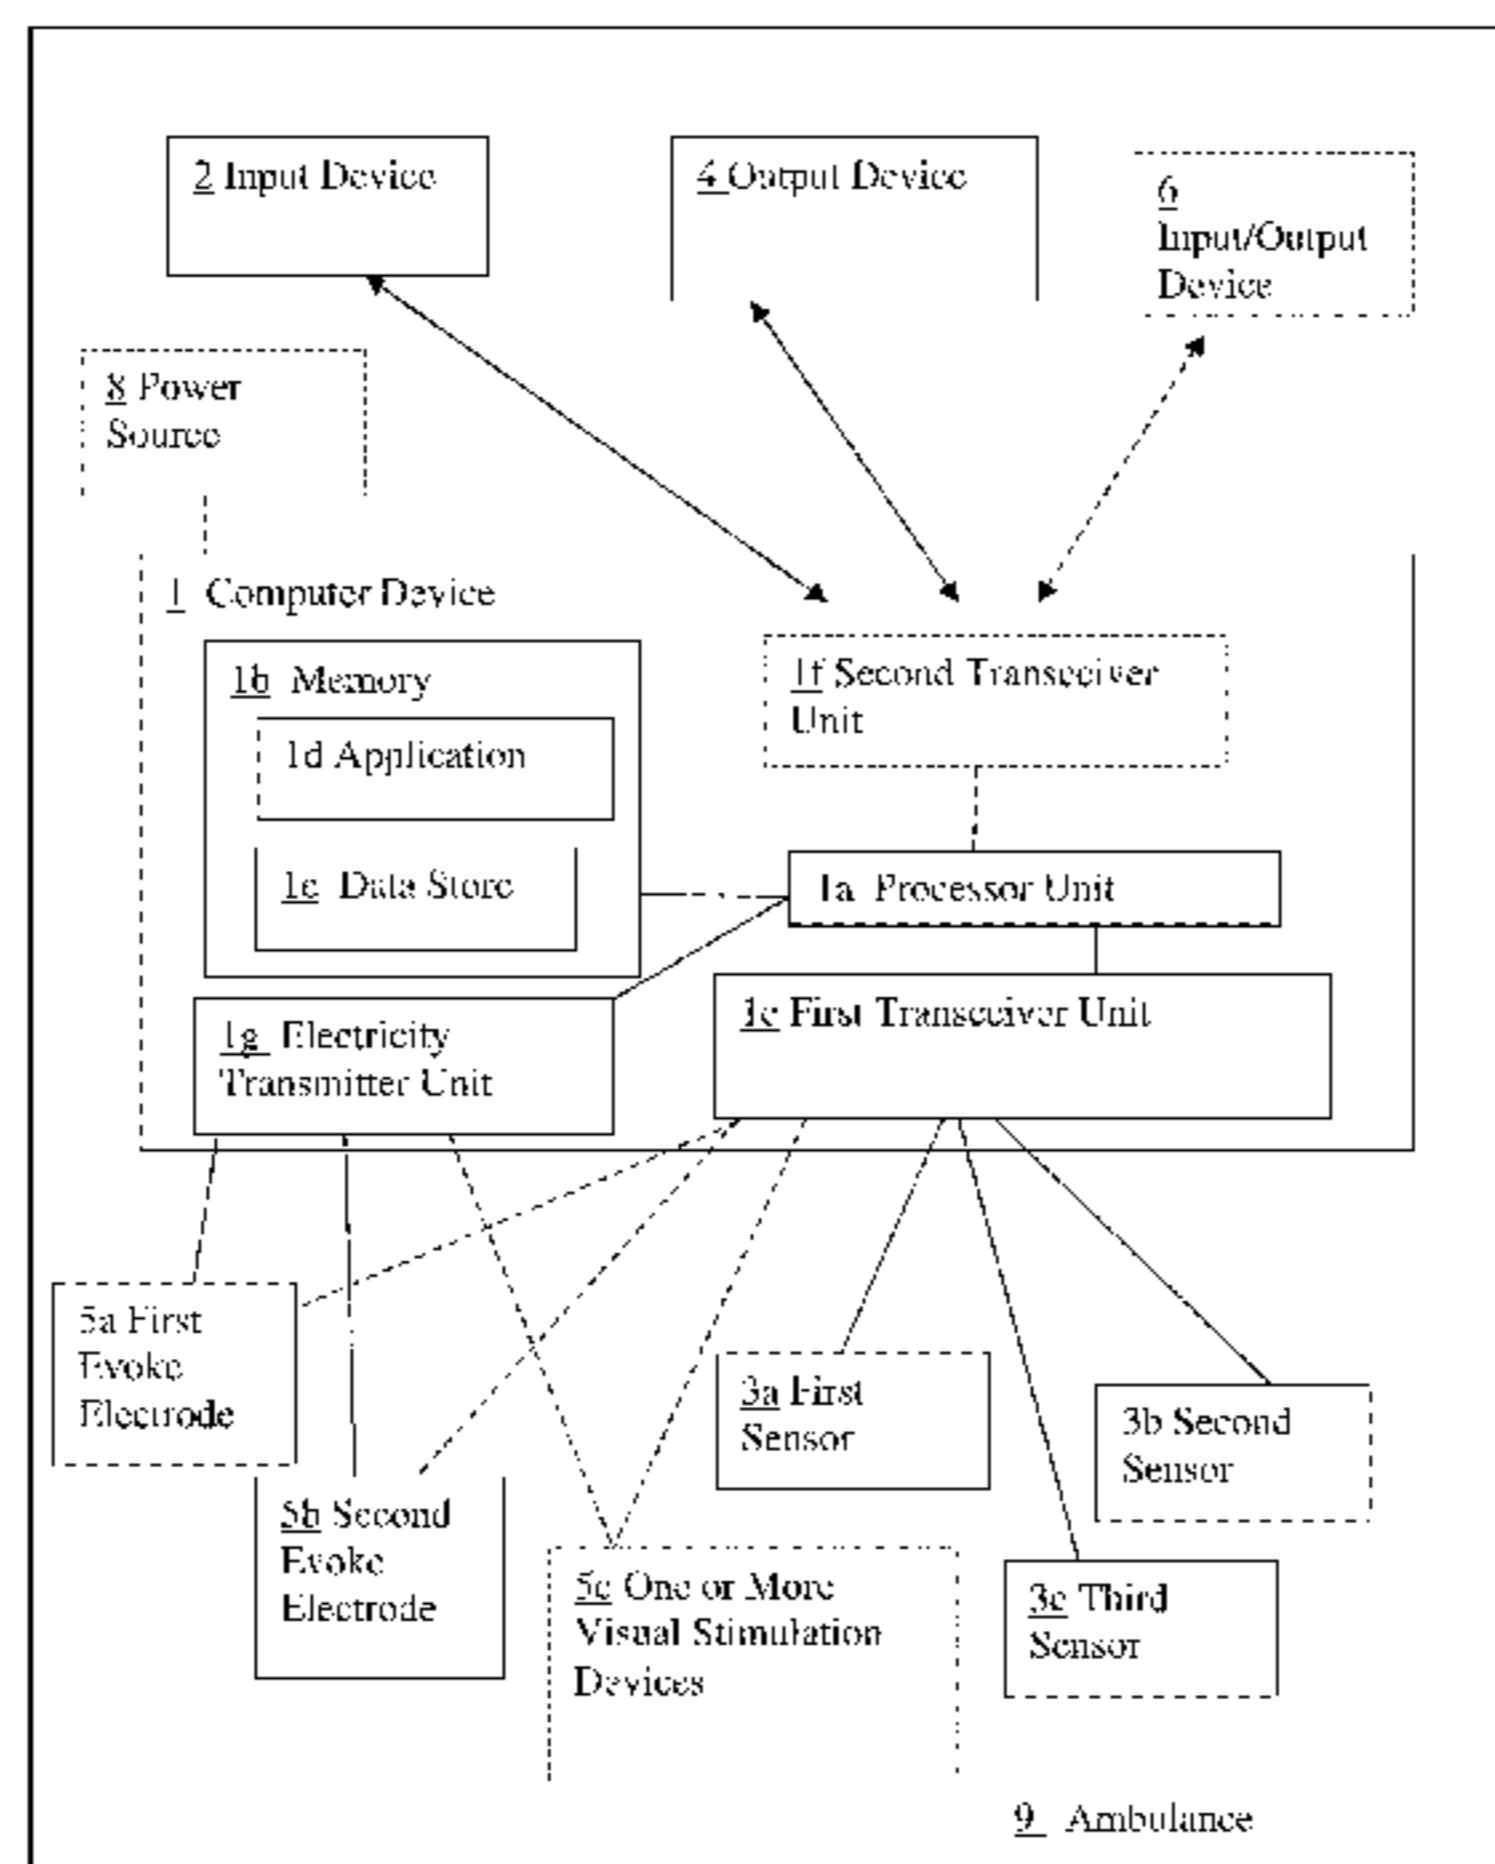 2 Input Device
4 Output Device
6
Input/Output
Device
8 Power
Source
1 Computer Device
1b Memory
1d Application
1e Data Store
1f Second Transceiver
Unit
1a Processor Unit
1g Electricity
Transmitter Unit
1c First Transceiver Unit
5a First
Evoke
Electrode
5b Second
Evoke
Electrode
5c One or More
Visual Stimulation
Devices
3a First
Sensor
3b Second
Sensor
3c Third
Sensor
9 Ambulance